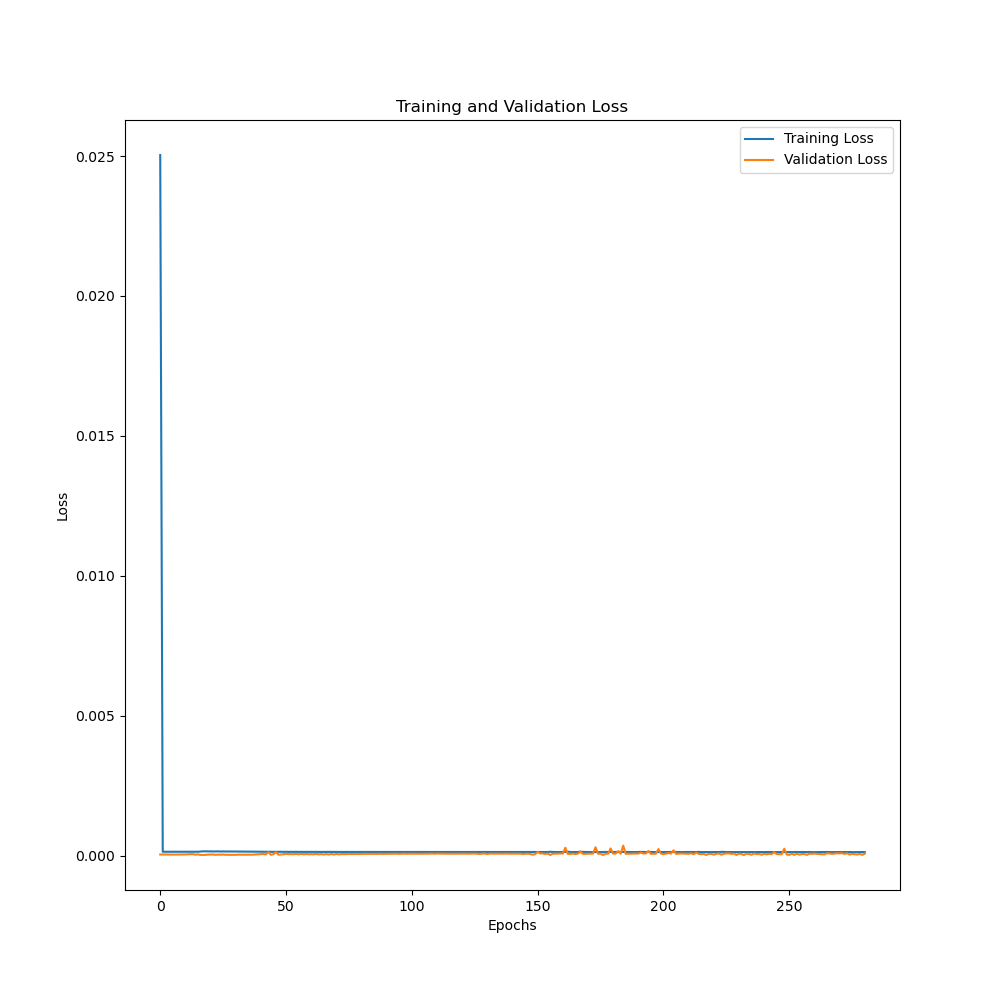 Training and Validation Loss
Training Loss
Validation Loss
0.025
0.020
0.015
0.010
0.005
0.000
Loss
0 50 100 150 200 250
Epochs